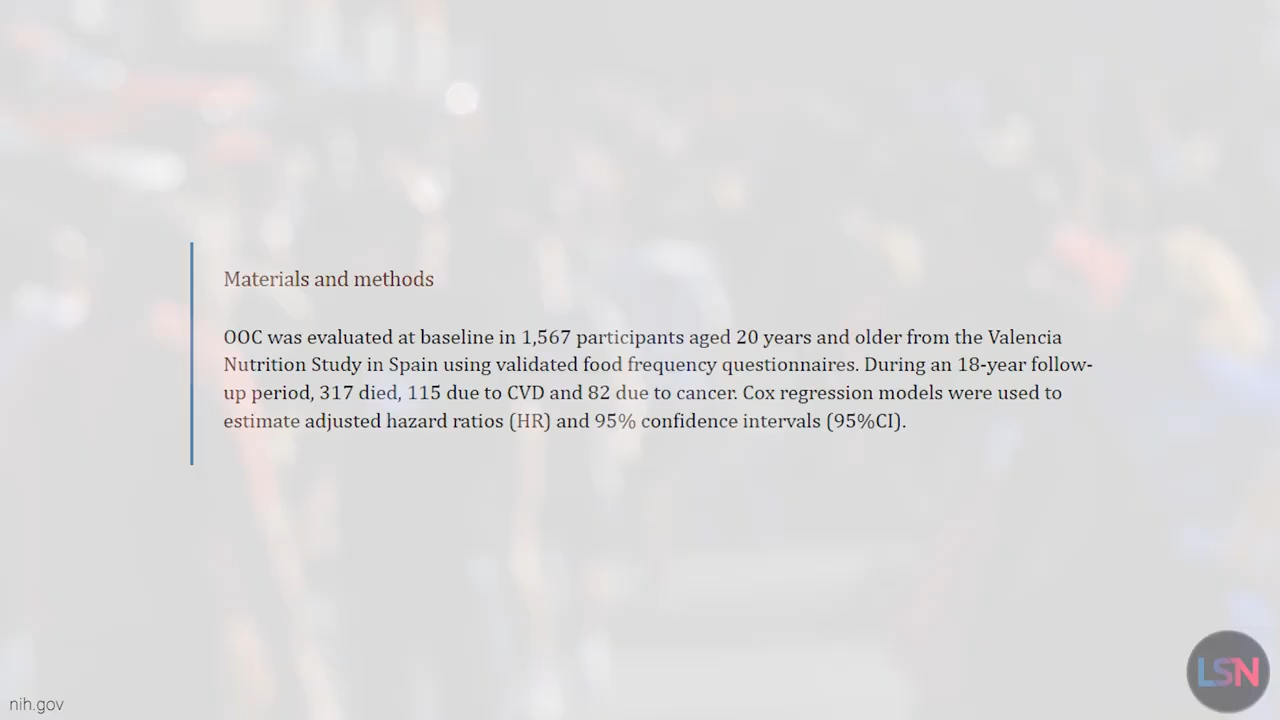 Materials and methods
OOC was evaluated at baseline in 1,567 participants aged 20 years and older from the Valencia
Nutrition Study in Spain using validated food frequency questionnaires. During an 18-year follow-
up period, 317 died, 115 due to CVD and 82 due to cancer. Cox regression models were used to
estimate adjusted hazard ratios (HR) and 95% confidence intervals (95%CI).
LSN
nih.gov